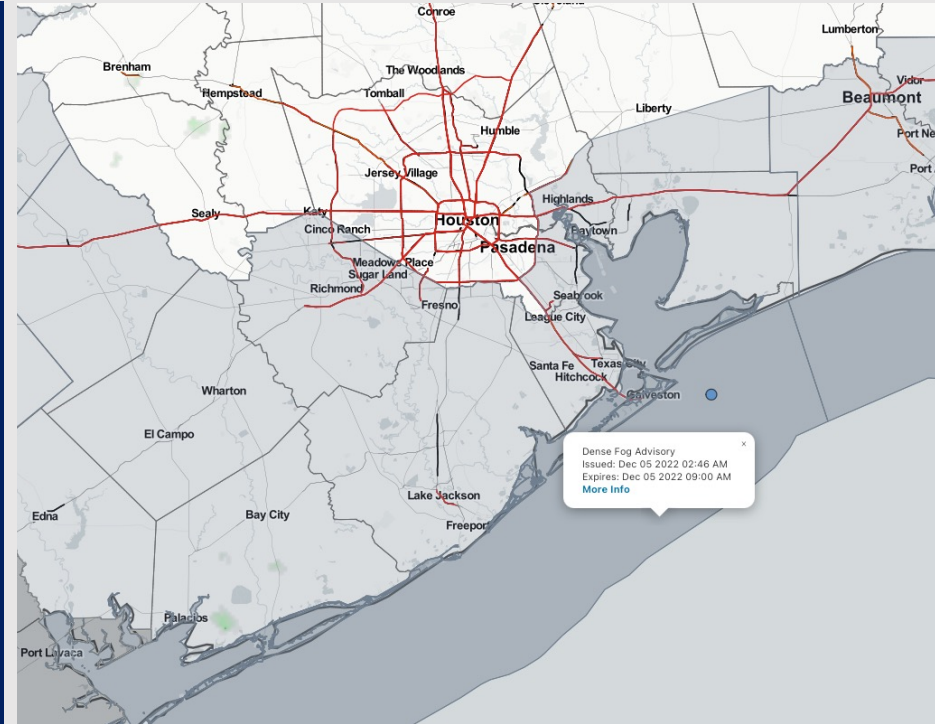 Conroe
Lumberton
Brenham
The Woodlands
Vidor
Hempstead
Tomball
Beaumont
Liberty
Humble
Port Ne
Jersey Village
Port
Highlands
Sealy
Katy
Houston
Cinco Ranch
Baytown
Pasadena
Meadows Place
Sugar Land
Richmond
Seabrook
Fresno
League City
Santa Fe
Texas City
Hitchcock
Wharton
Galveston
El Campo
×
Dense Fog Advisory
Issued: Dec 05 2022 02:46 AM
Expires: Dec 05 2022 09:00 AM
More Info
Lake Jackson
Edna
Bay City
Freepor
Palacios
Port Lavaca